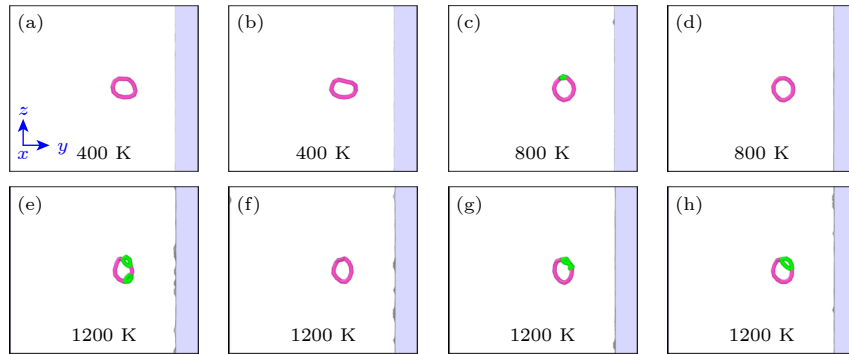 (a)
(b)
(c)
(d)
z
x
y
400 K
400 K
800 K
800 K
(e)
(f)
(g)
(h)
1200 K
1200 K
1200 K
1200 K